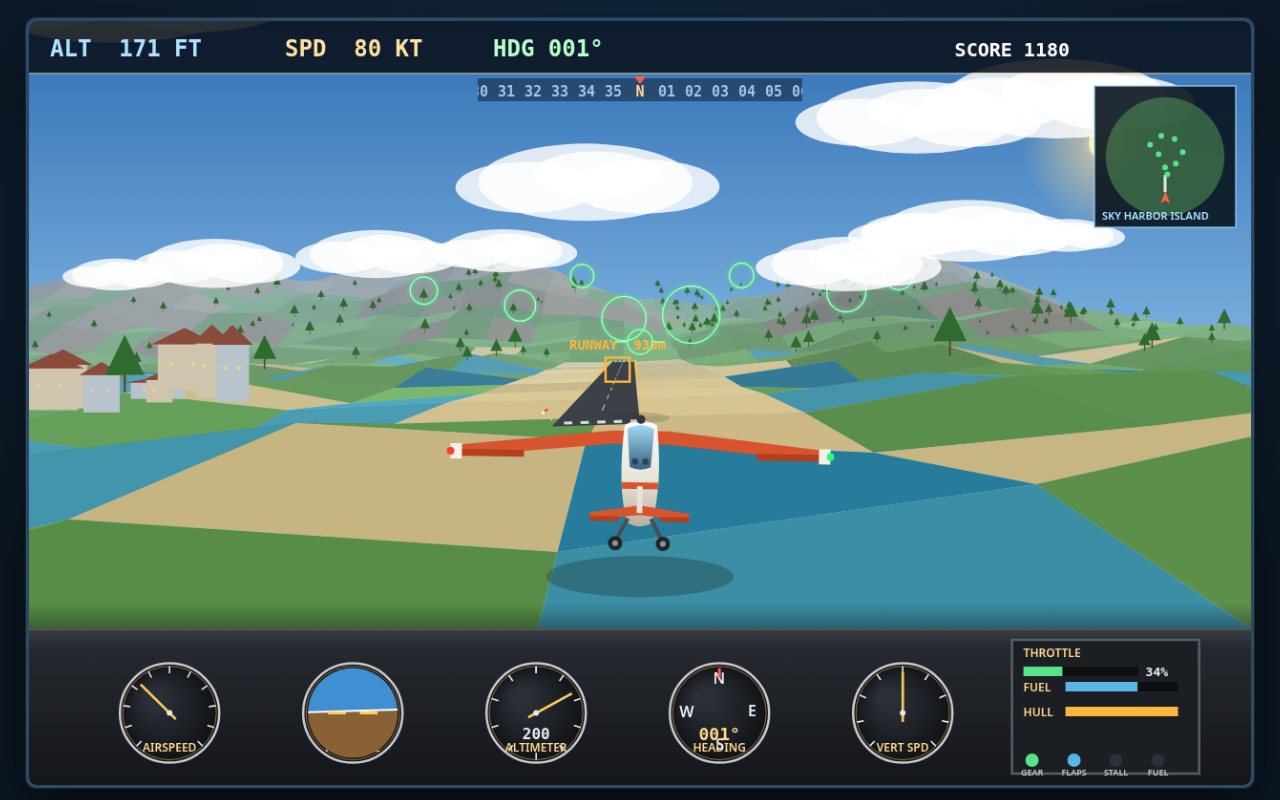 ALT 171 FT SPD 80 KT HDG 001° SCORE 1180
31 32 33 34 35 N 01 02 03 04 05
SKY HARBOR ISLAND
RUNWAY 930m
THROTTLE
34%
FUEL
HULL
AIRSPEED
200
ALTIMETER
N
W E
001°
S
HEADING
VERT SPD
GEAR FLAPS STALL FUEL